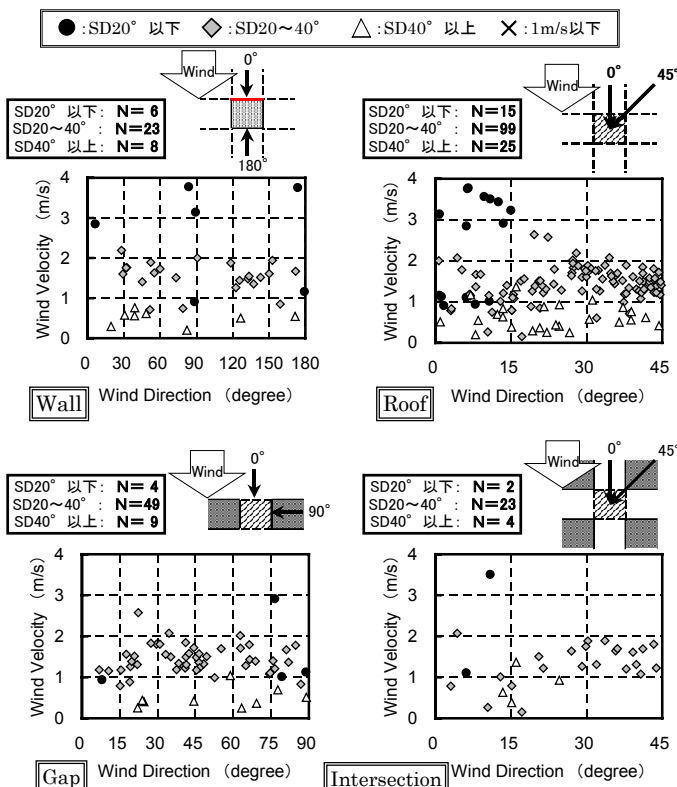 ● :SD20° 以下 ◆ :SD20～40° △ :SD40° 以上 × :1m/s以下
Wind
0°
180°
SD20° 以下: N= 6
SD20～40° : N=23
SD40° 以上: N= 8
Wind Velocity (m/s)
4
3
2
1
0
0 30 60 90 120 150 180
Wall
Wind Direction (degree)
Wind
0°
45°
SD20° 以下: N=15
SD20～40° : N=99
SD40° 以上: N=25
Wind Velocity (m/s)
4
3
2
1
0
0 15 30 45
Roof
Wind Direction (degree)
Wind
0°
90°
SD20° 以下: N= 4
SD20～40° : N=49
SD40° 以上: N= 9
Wind Velocity (m/s)
4
3
2
1
0
0 15 30 45 60 75 90
Gap
Wind Direction (degree)
Wind
0°
45°
SD20° 以下: N= 2
SD20～40° : N=23
SD40° 以上: N= 4
Wind Velocity (m/s)
4
3
2
1
0
0 15 30 45
Intersection
Wind Direction (degree)